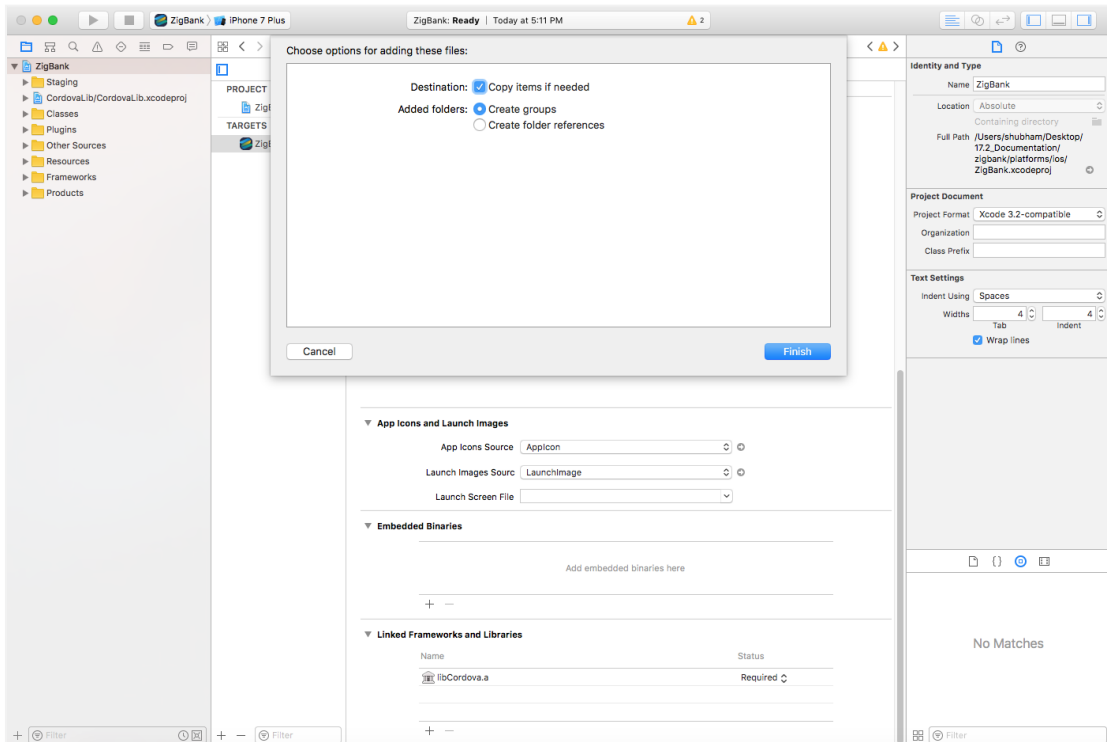 ZigBank
iPhone 7 Plus
ZigBank: Ready | Today at 5:11 PM
2
ZigBank
Staging
CordovaLib/CordovaLib.xcodeproj
Classes
Plugins
Other Sources
Resources
Frameworks
Products
Filter
PROJECT
TARGETS
Filter
Choose options for adding these files:
Destination: Copy items if needed
Added folders: Create groups
Create folder references
Cancel
Finish
App Icons and Launch Images
App Icons Source AppIcon
Launch Images Sourc LaunchImage
Launch Screen File
Embedded Binaries
Add embedded binaries here
Linked Frameworks and Libraries
Name Status
libCordova.a Required
Identity and Type
Name ZigBank
Location Absolute
Containing directory
Full Path /Users/shubham/Desktop/
17.2_Documentation/
zigbank/platforms/ios/
ZigBank.xcodeproj
Project Document
Project Format Xcode 3.2-compatible
Organization
Class Prefix
Text Settings
Indent Using Spaces
Widths 4 4
Tab Indent
Wrap lines
No Matches
Filter